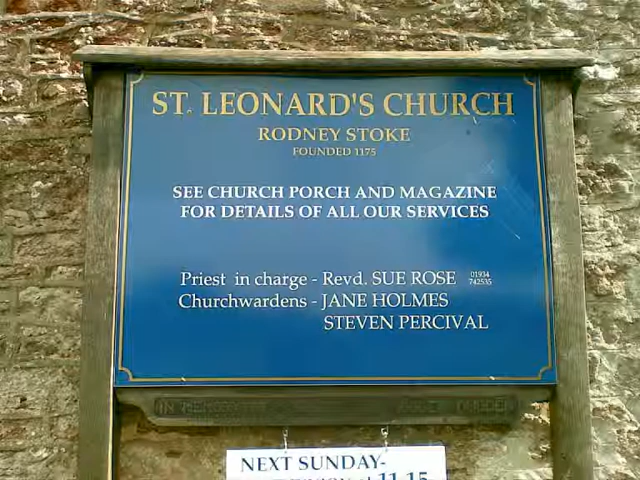 ST. LEONARD'S CHURCH
RODNEY STOKE
FOUNDED 1175
SEE CHURCH PORCH AND MAGAZINE
FOR DETAILS OF ALL OUR SERVICES
Priest in charge - Revd. SUE ROSE 01934 742535
Churchwardens - JANE HOLMES
STEVEN PERCIVAL
NEXT SUNDAY-
at 11.15